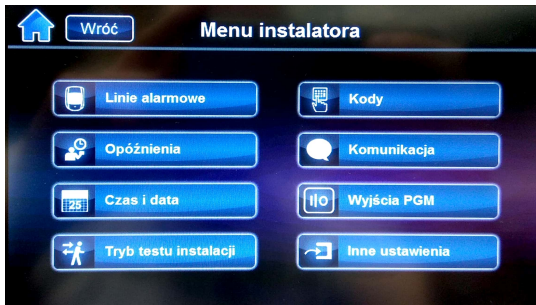 Wróć
Menu instalatora
Linie alarmowe
Kody
Opóźnienia
Komunikacja
25
Czas i data
Wyjścia PGM
Tryb testu instalacji
Inne ustawienia